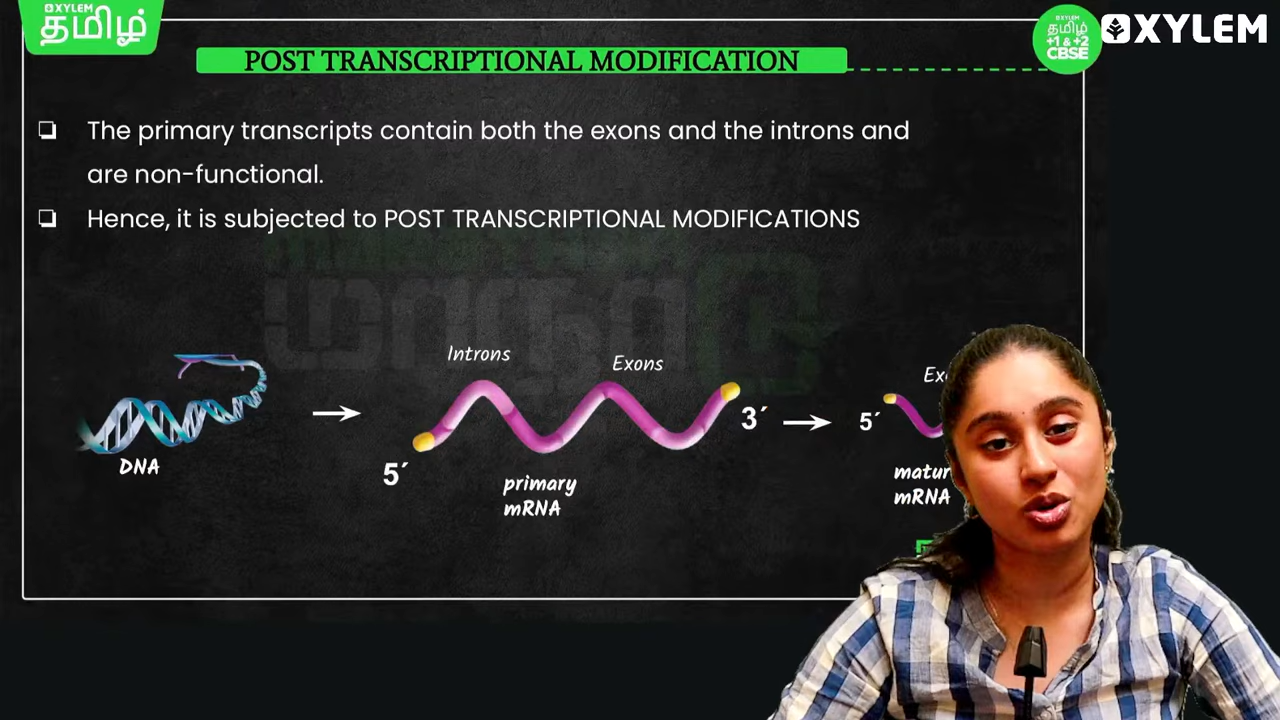 XYLEM
தமிழ்
XYLEM
தமிழ்
+1 & +2
CBSE
XYLEM
POST TRANSCRIPTIONAL MODIFICATION
❏ The primary transcripts contain both the exons and the introns and
are non-functional.
❏ Hence, it is subjected to POST TRANSCRIPTIONAL MODIFICATIONS
Introns
Exons
Ex
5´
3´
5´
DNA
primary
mRNA
matur
mRNA